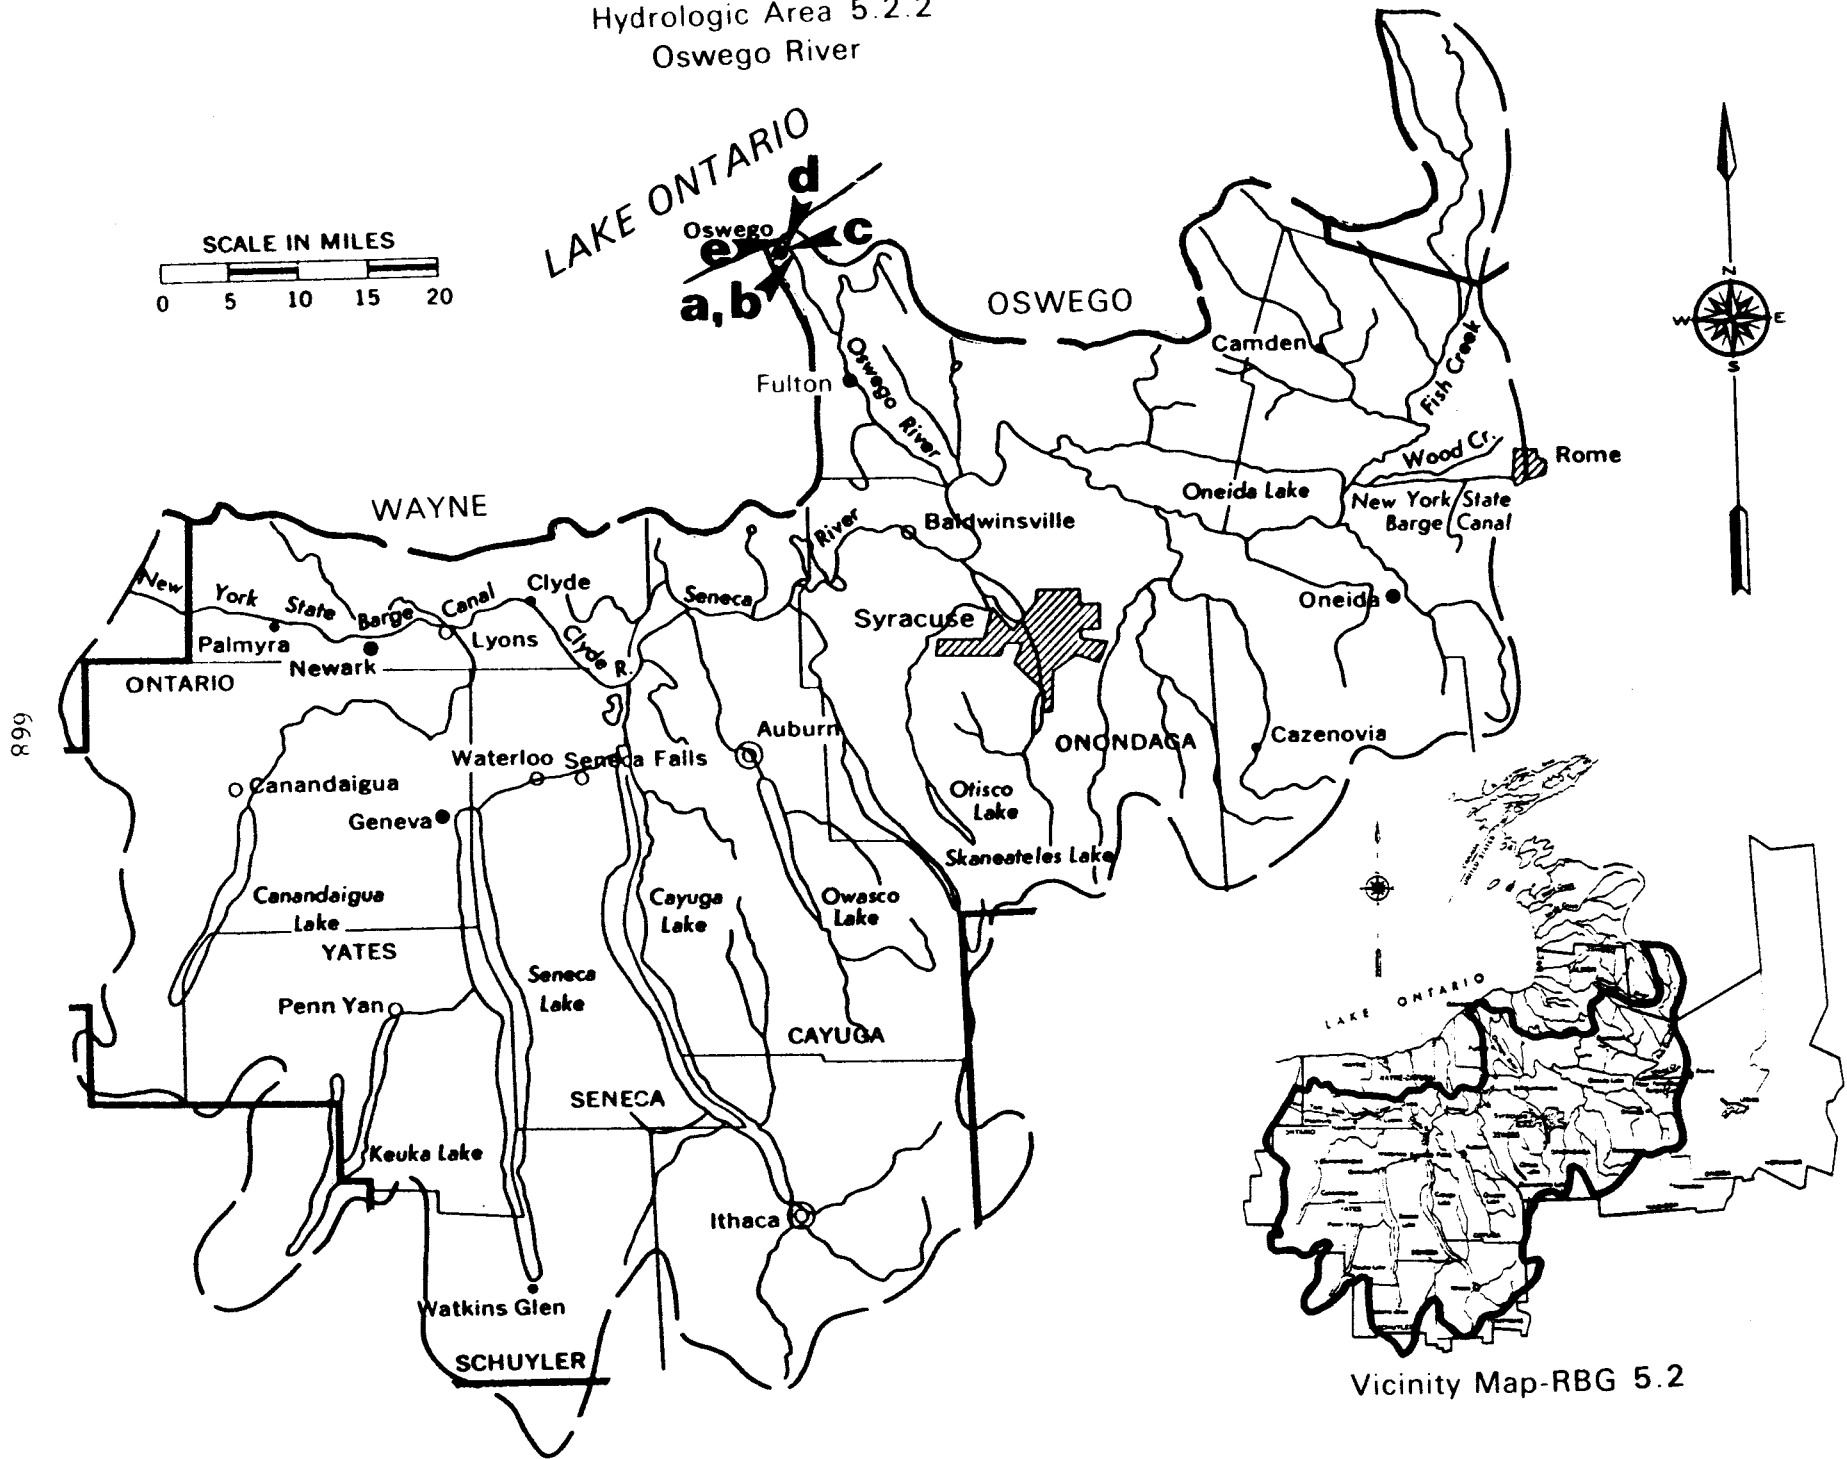 Hydrologic Area 5.2.2
Oswego River
LAKE ONTARIO
d
Oswego
e
c
a,b
SCALE IN MILES
0 5 10 15 20
OSWEGO
N
W E
S
Camden
Fish Creek
Fulton
Oswego River
Wood Cr.
Rome
Oneida Lake
New York State
Barge Canal
WAYNE
River
Baldwinsville
New York State Barge Canal
Clyde
Seneca
Oneida
Syracuse
Palmyra
Lyons
Clyde R.
Newark
ONTARIO
668
Auburn
ONONDAGA
Cazenovia
Waterloo
Seneca Falls
Canandaigua
Otisco
Lake
Geneva
Skaneateles Lake
Canandaigua
Lake
Cayuga
Lake
Owasco
Lake
YATES
Seneca
Lake
Penn Yan
CAYUGA
SENECA
Keuka Lake
Ithaca
Watkins Glen
SCHUYLER
LAKE ONTARIO
Vicinity Map-RBG 5.2